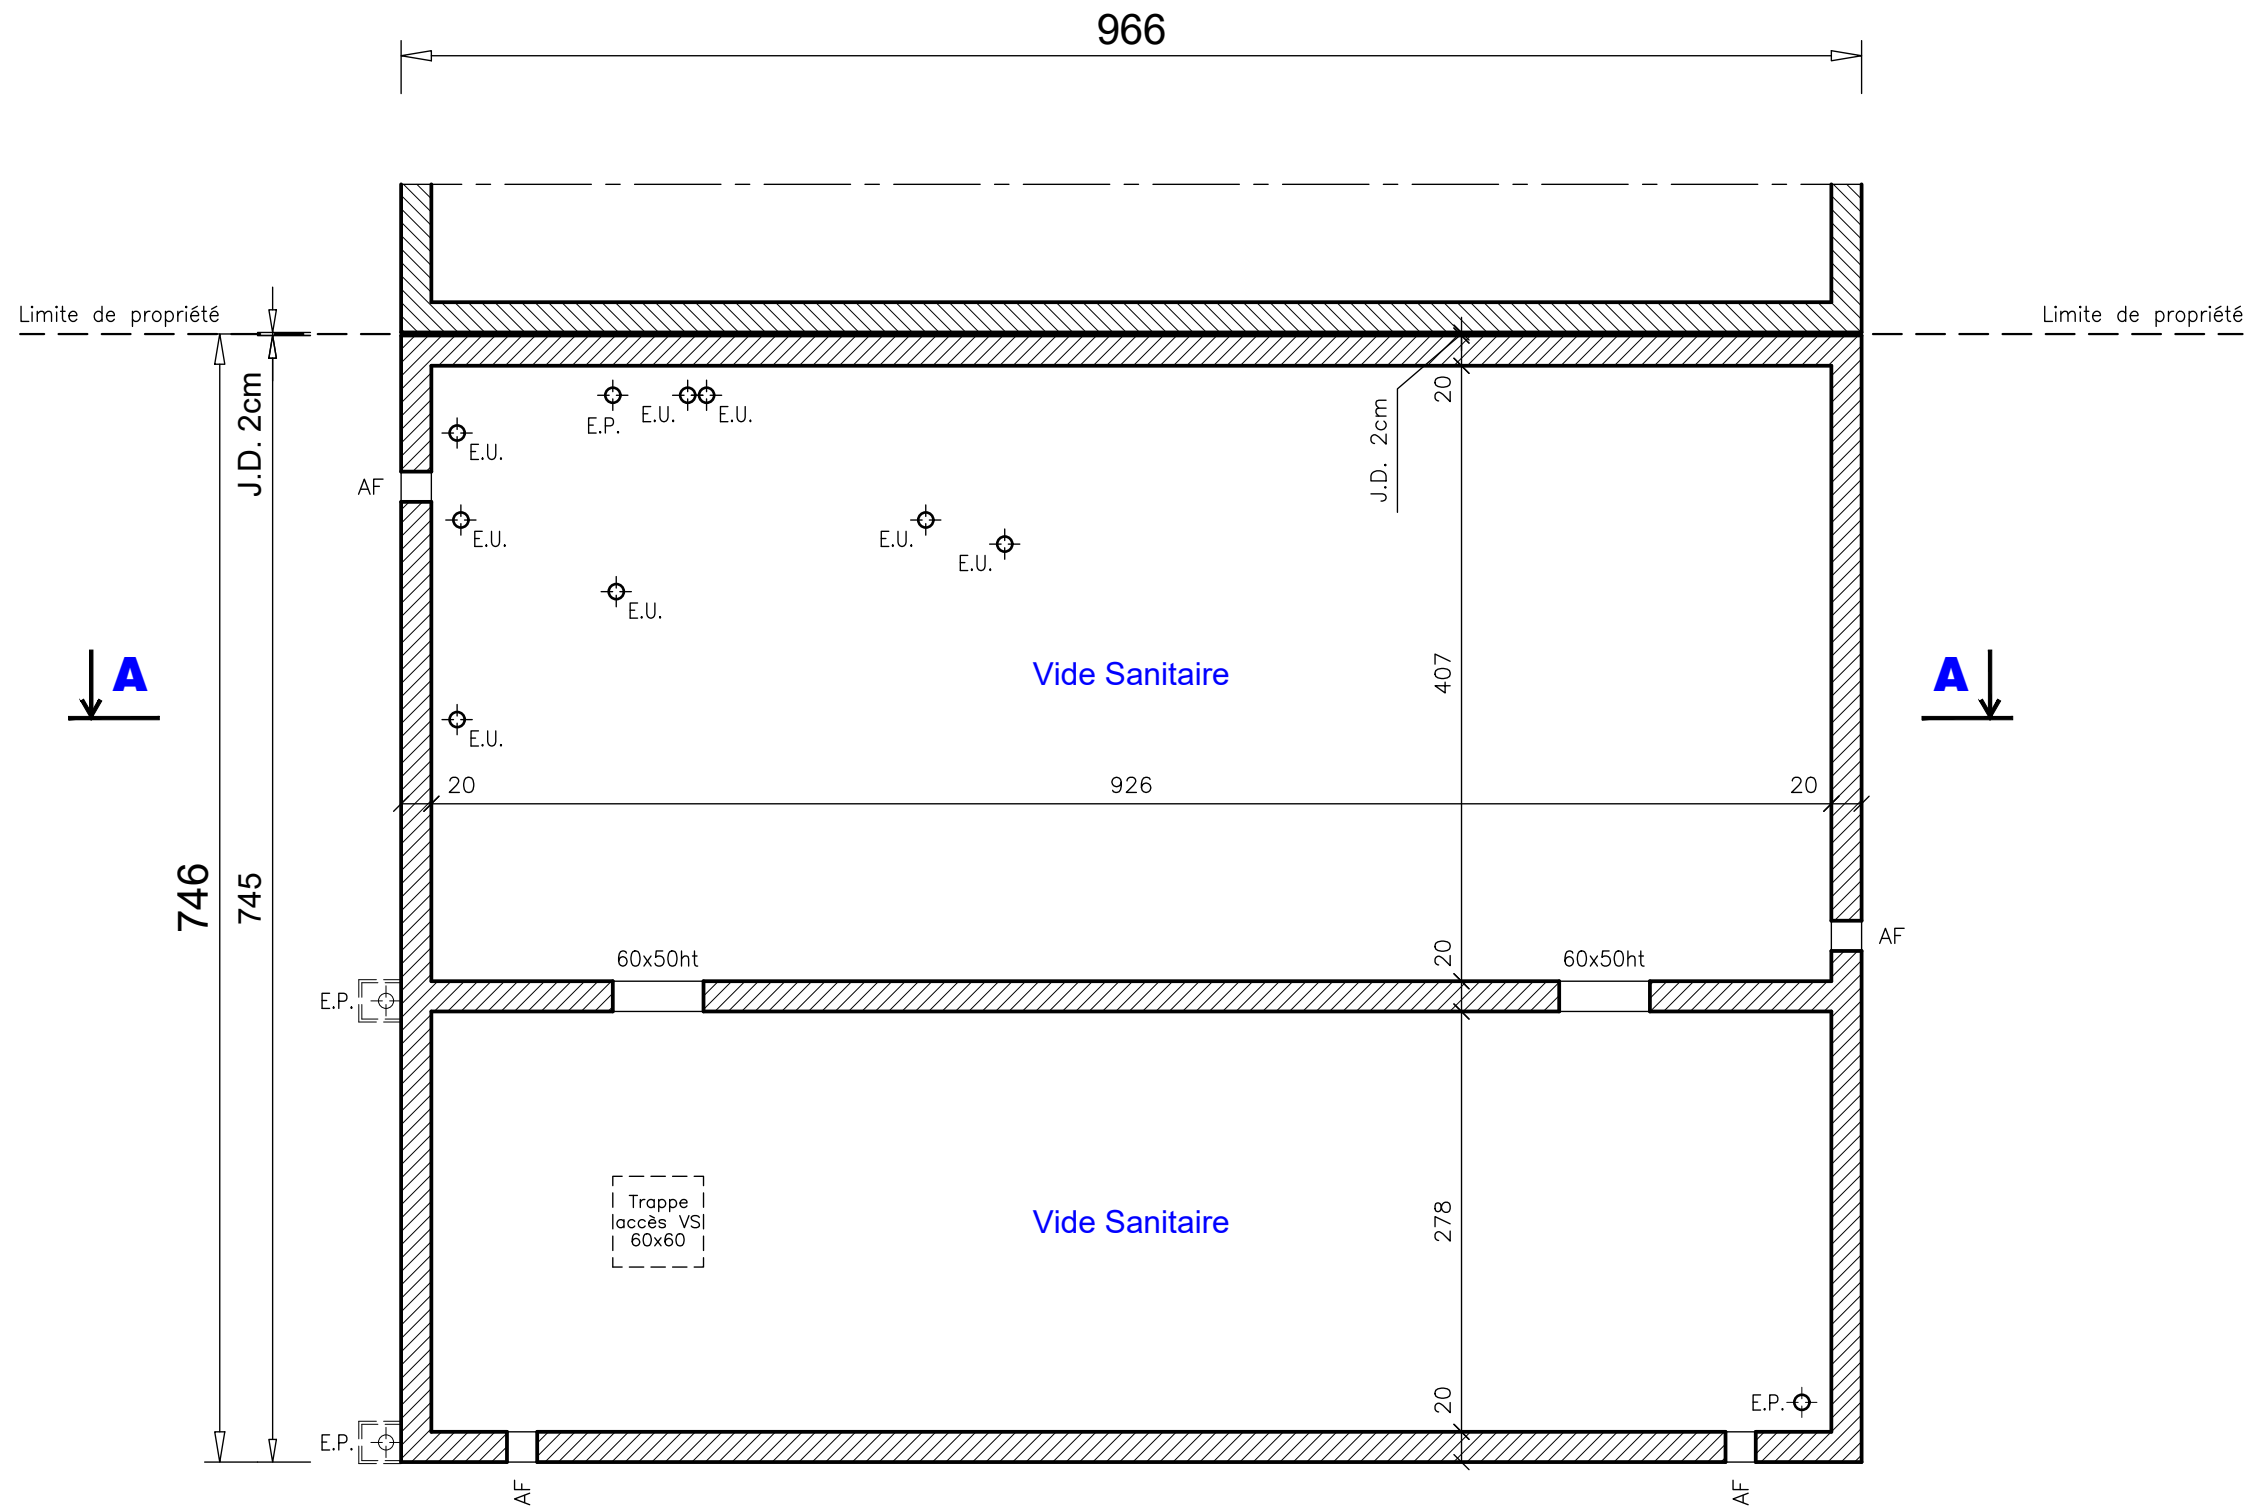 966
Limite de propriété
Limite de propriété
J.D. 2cm
20
J.D. 2cm
E.P.
E.U.
E.U.
E.U.
AF
E.U.
E.U.
E.U.
E.U.
A
Vide Sanitaire
407
A
E.U.
20
926
20
746
745
AF
60x50ht
20
60x50ht
E.P.
Trappe
accès VS
60x60
Vide Sanitaire
278
20
E.P.
E.P.
AF
AF